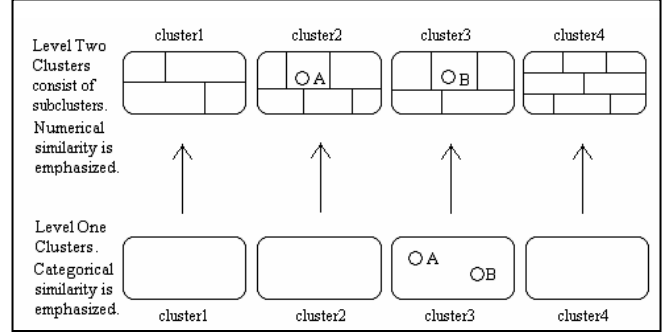 cluster1
cluster2
cluster3
cluster4
Level Two
Clusters
consist of
subclusters.
Numerical
similarity is
emphasized.
A
B
Level One
Clusters.
Categorical
similarity is
emphasized.
A
B
cluster1
cluster2
cluster3
cluster4